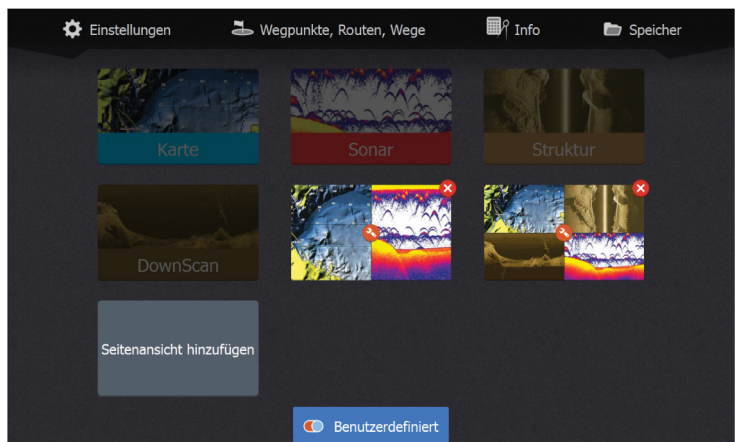 Einstellungen
Wegpunkte, Routen, Wege
Info
Speicher
Karte
Sonar
Struktur
DownScan
Seitenansicht hinzufügen
Benutzerdefiniert